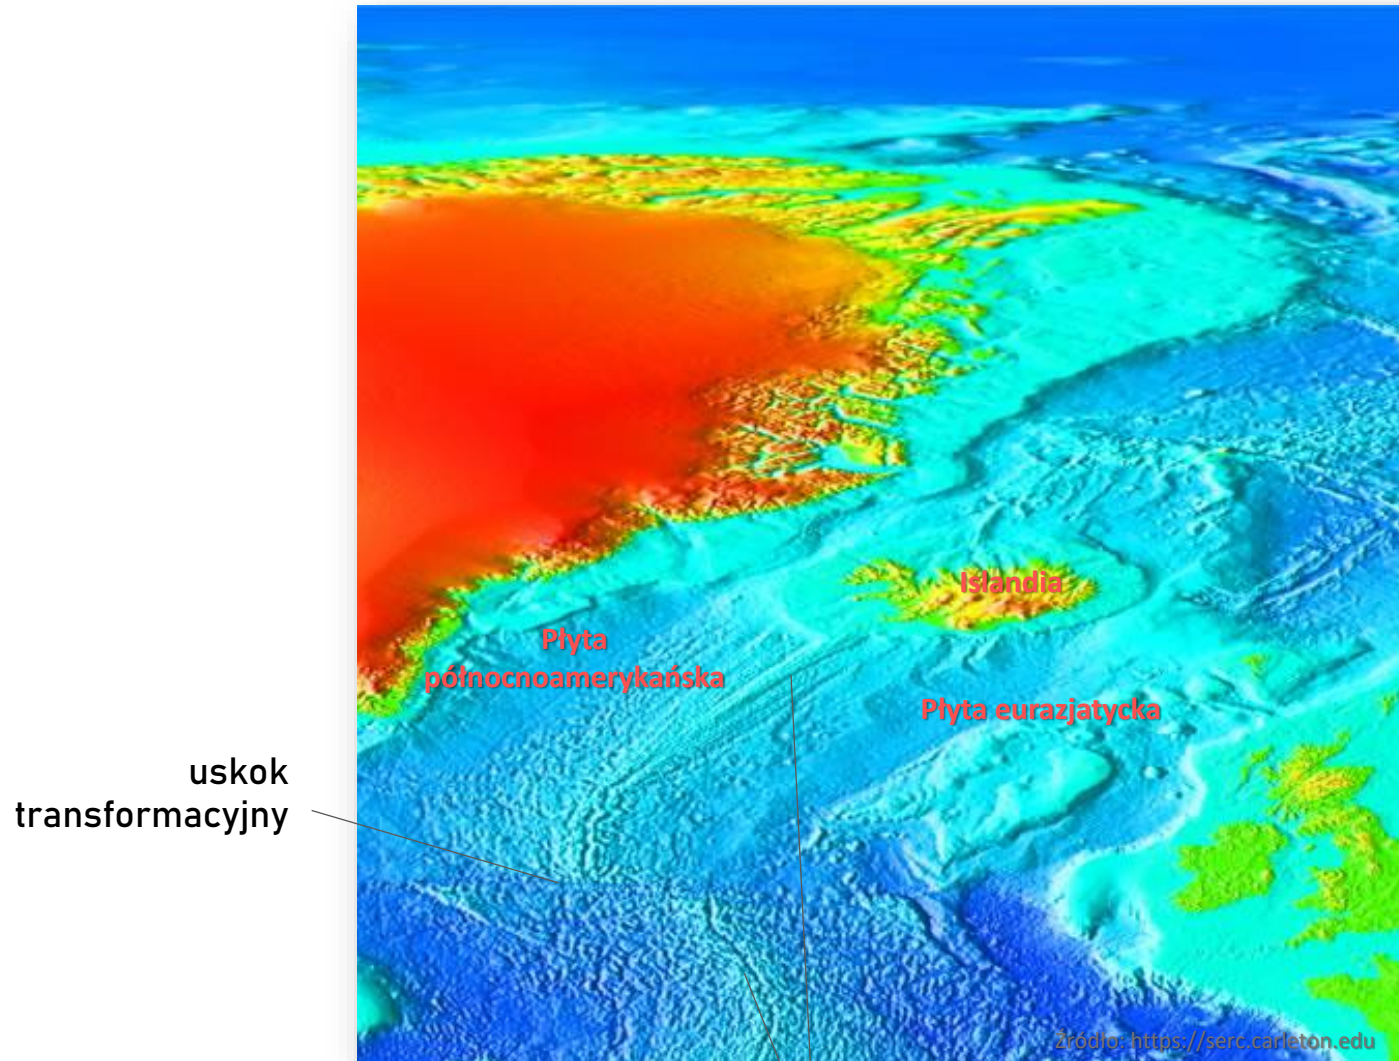 Islandia
Płyta
północnoamerykańska
Płyta eurazjatycka
uskok
transformacyjny
Źródło: https://serc.carleton.edu